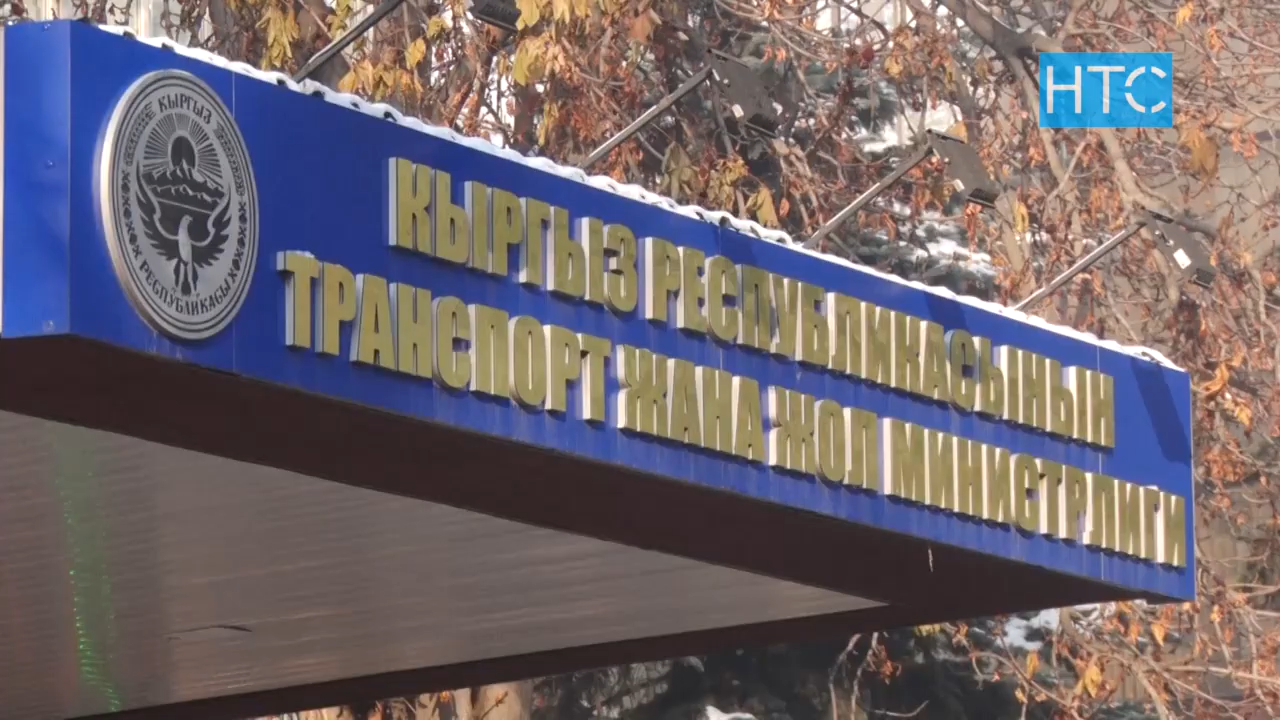 НТС
КЫРГЫЗ
РЕСПУБЛИКАСЫ
КЫРГЫЗ РЕСПУБЛИКАСЫНЫН
ТРАНСПОРТ ЖАНА ЖОЛ МИНИСТРЛИГИ